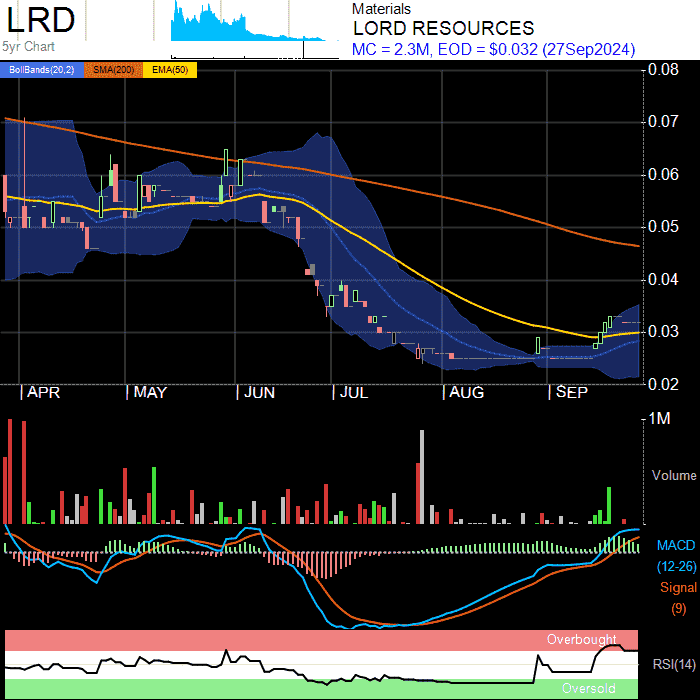 LRD
5yr Chart
Materials
LORD RESOURCES
MC = 2.3M, EOD = $0.032 (27Sep2024)
BollBands(20,2) SMA(200) EMA(50)
0.08
0.07
0.06
0.05
0.04
0.03
0.02
APR MAY JUN JUL AUG SEP
1M
Volume
MACD
(12-26)
Signal
(9)
Overbought
RSI(14)
Oversold